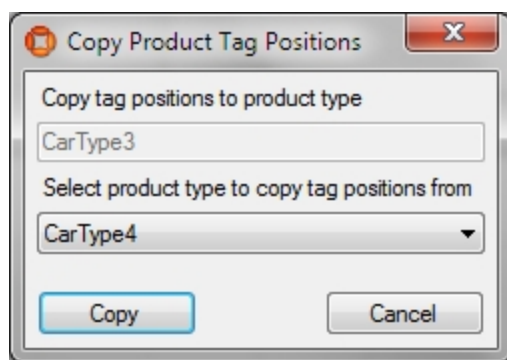 Copy Product Tag Positions
Copy tag positions to product type
CarType3
Select product type to copy tag positions from
CarType4
Copy
Cancel